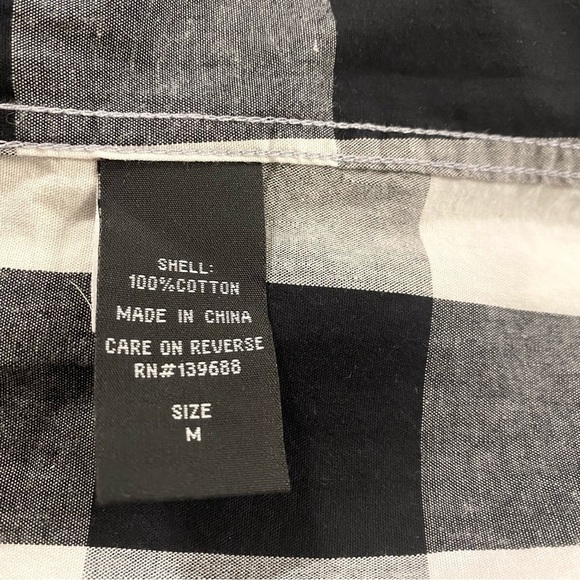 SHELL:
100%COTTON
MADE IN CHINA
CARE ON REVERSE
RN#139688
SIZE
M